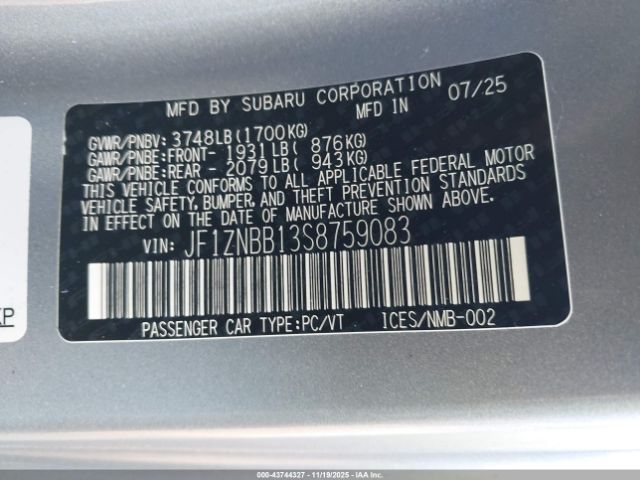 MFD BY SUBARU CORPORATION
MFD IN 07/25
GVWR/PNBV: 3748LB(1700KG)
GAWR/PNBE:FRONT- 1931LB( 876KG)
GAWR/PNBE:REAR - 2079LB( 943KG)
THIS VEHICLE CONFORMS TO ALL APPLICABLE FEDERAL MOTOR
VEHICLE SAFETY, BUMPER, AND THEFT PREVENTION STANDARDS
IN EFFECT ON THE DATE OF MANUFACTURE SHOWN ABOVE.
VIN: JF1ZNBB13S8759083
PASSENGER CAR TYPE:PC/VT ICES/NMB-002
KP
000-43744327 - 11/19/2025 - IAA Inc.